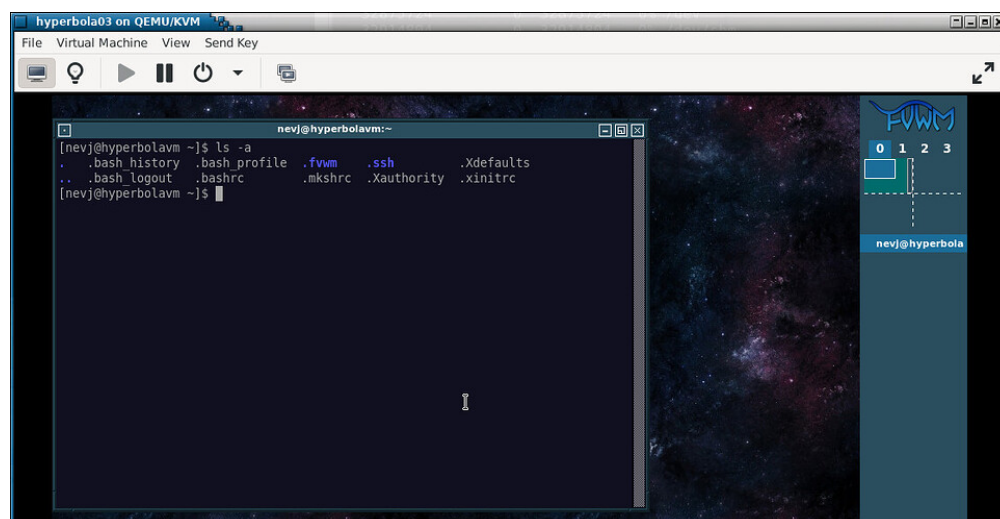 hyperbola03 on QEMU/KVM
File Virtual Machine View Send Key
nevj@hyperbolavm:~
[nevj@hyperbolavm ~]$ ls -a
. .bash_history .bash_profile .fvwm .ssh .Xdefaults
.. .bash_logout .bashrc .mkshrc .Xauthority .xinitrc
[nevj@hyperbolavm ~]$
FVWM
0 1 2 3
nevj@hyperbola